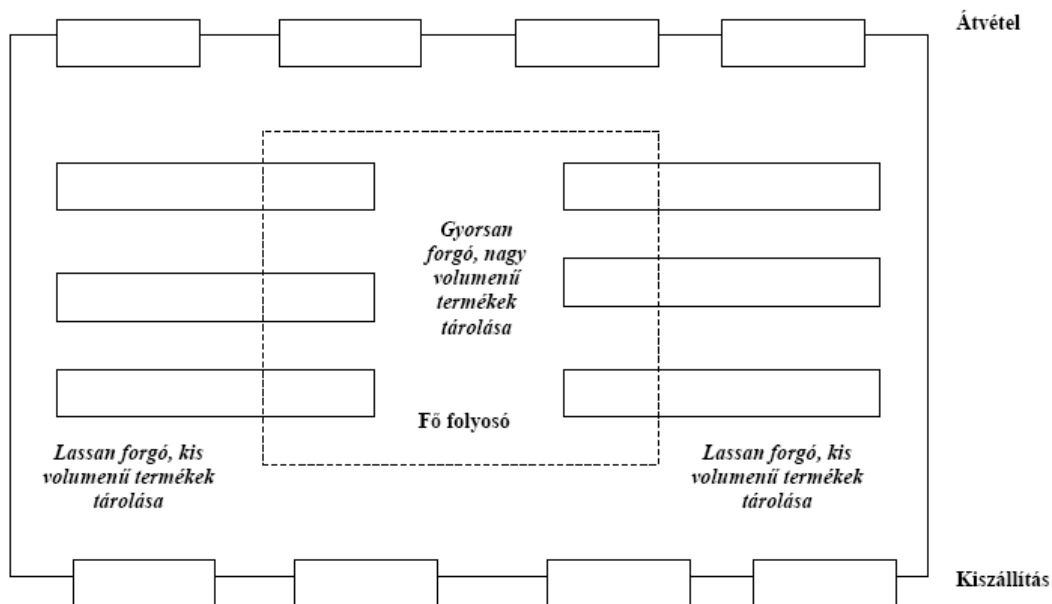 Átvétel
Gyorsan
forgó, nagy
volumenű
termékek
tárolása
Fő folyosó
Lassan forgó, kis
volumenű termékek
tárolása
Lassan forgó, kis
volumenű termékek
tárolása
Kiszállítás